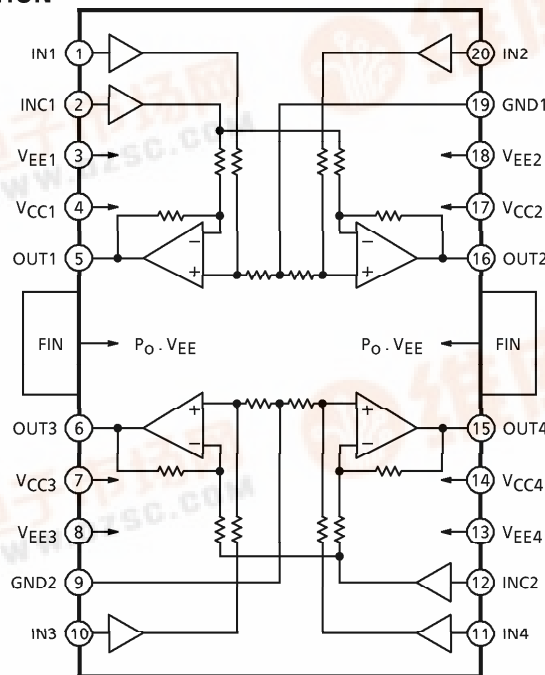 IN1 1 20 IN2
INC1 2 19 GND1
VEE1 3 18 VEE2
VCC1 4 17 VCC2
− −
OUT1 5 16 OUT2
+ +
FIN PO . VEE PO . VEE FIN
+ +
OUT3 6 15 OUT4
− −
VCC3 7 14 VCC4
VEE3 8 13 VEE4
GND2 9 12 INC2
IN3 10 11 IN4